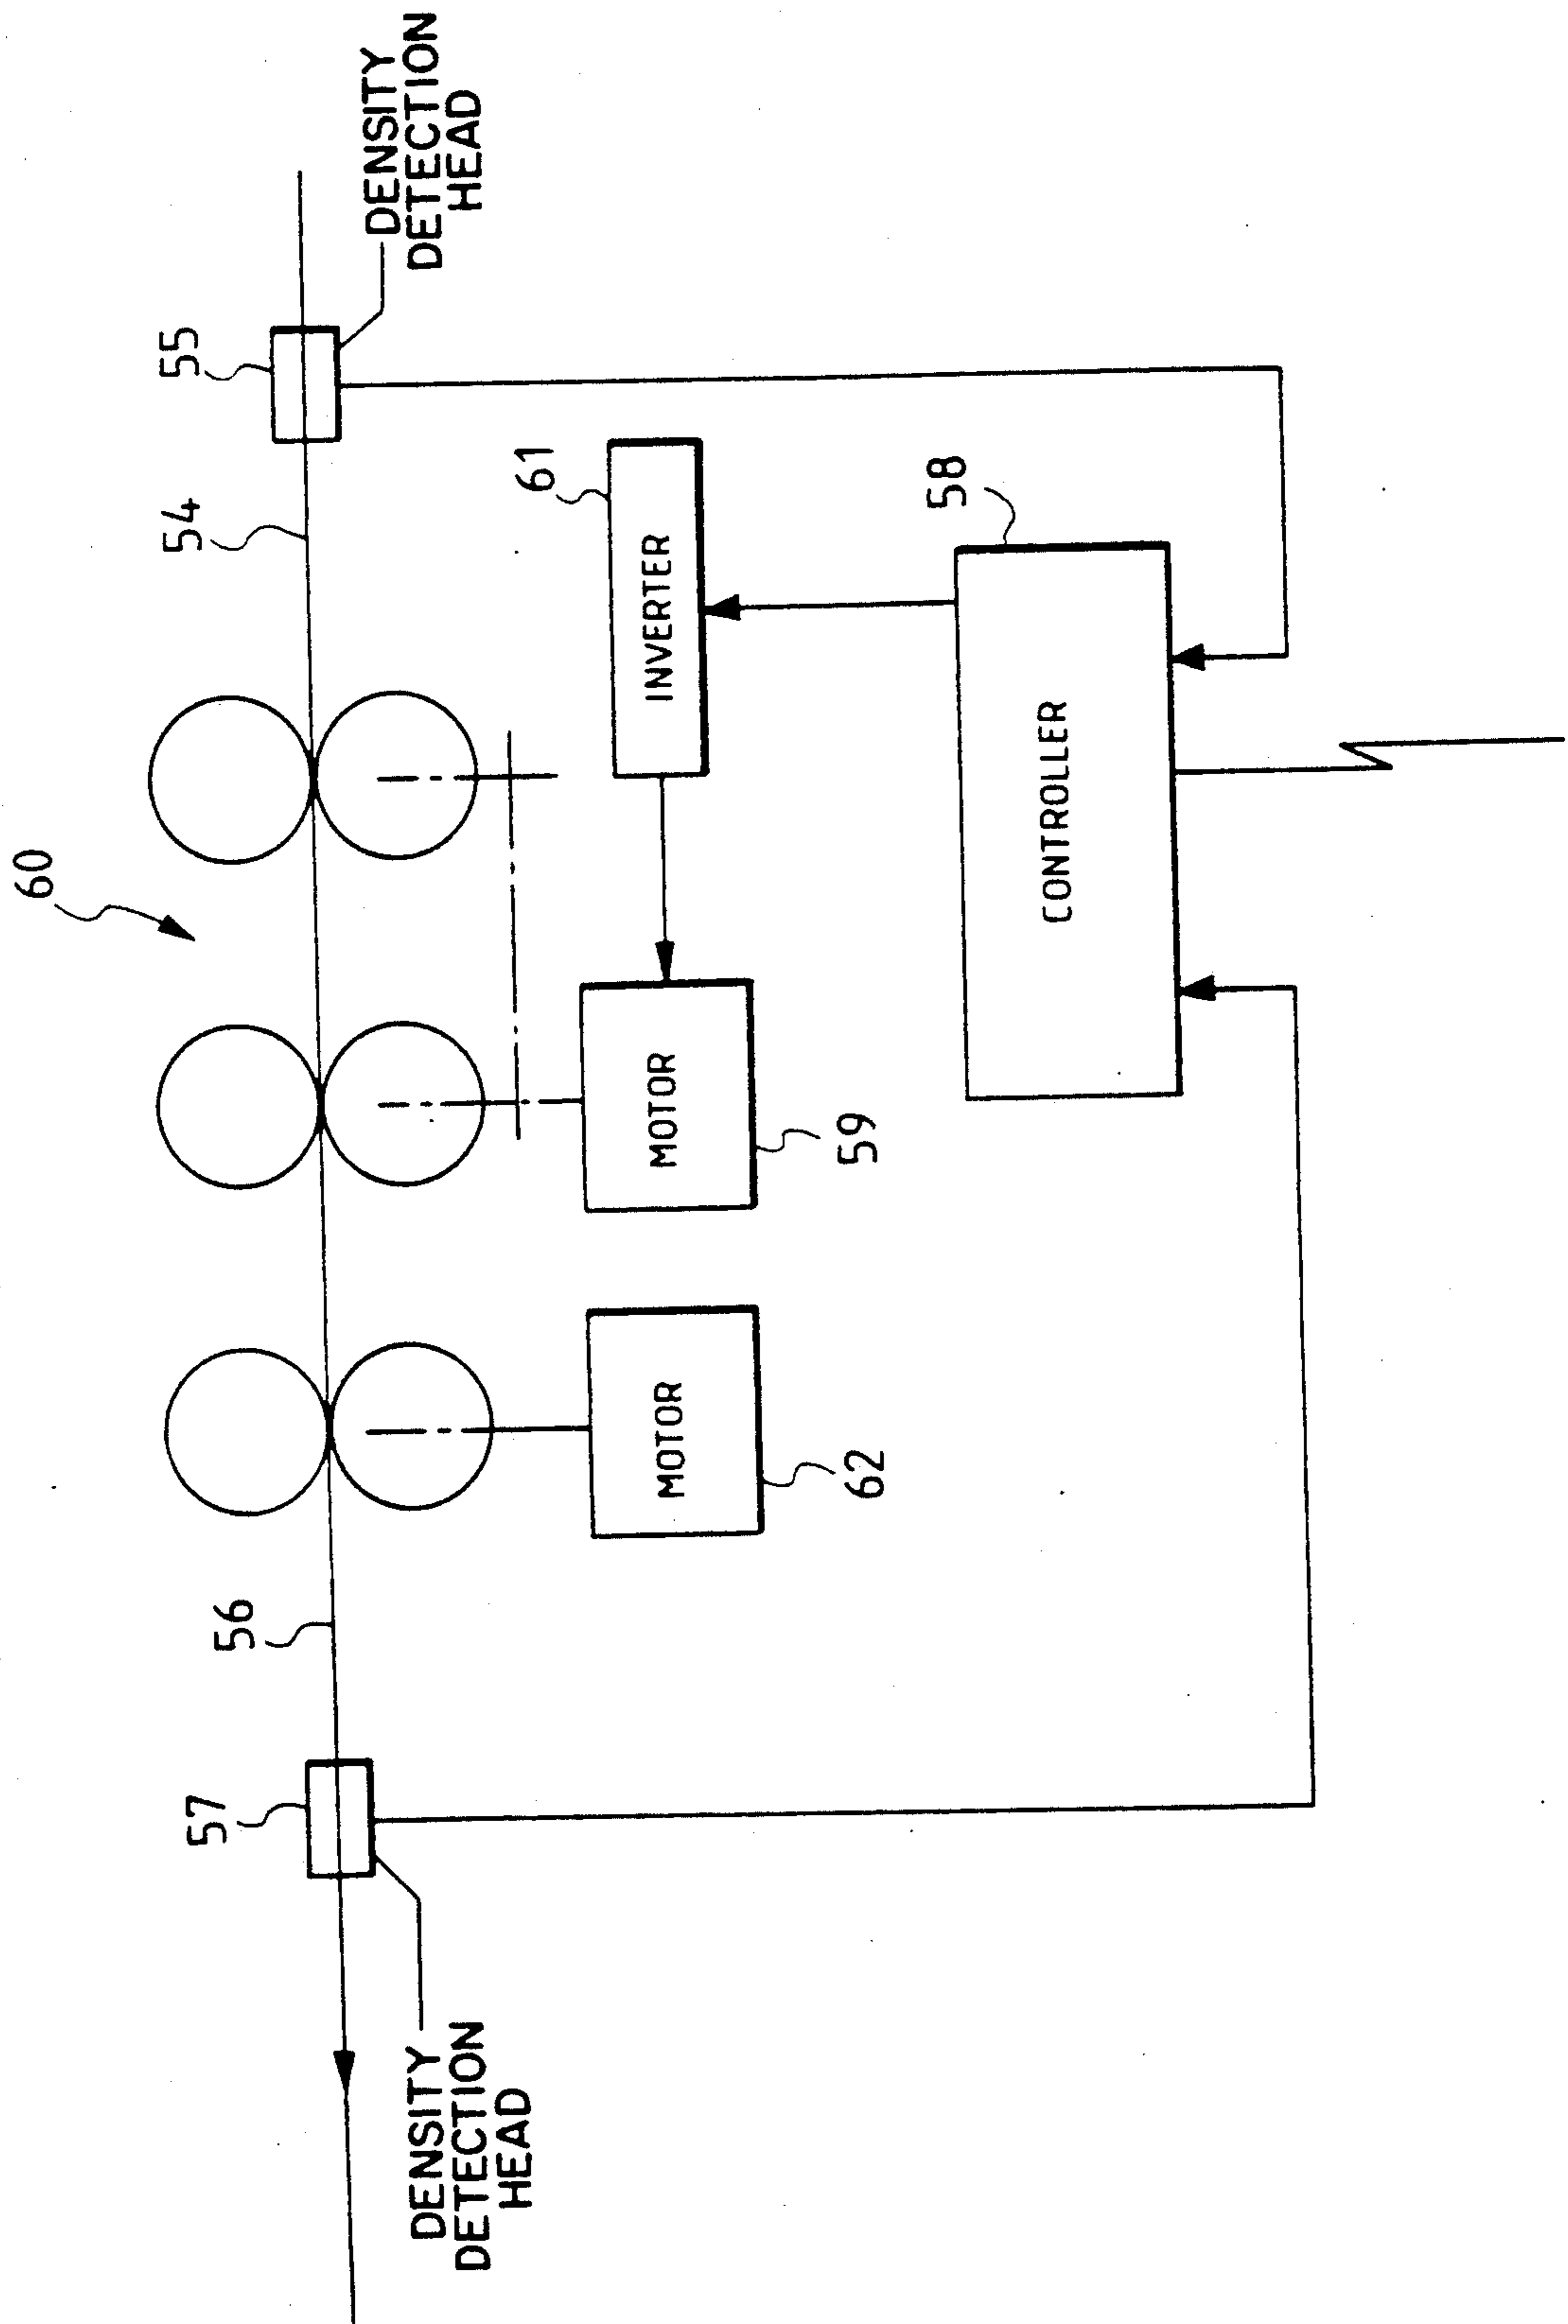 60
57
56
54
55
DENSITY
DETECTION
HEAD
DENSITY
DETECTION
HEAD
MOTOR
62
MOTOR
59
INVERTER
61
CONTROLLER
58